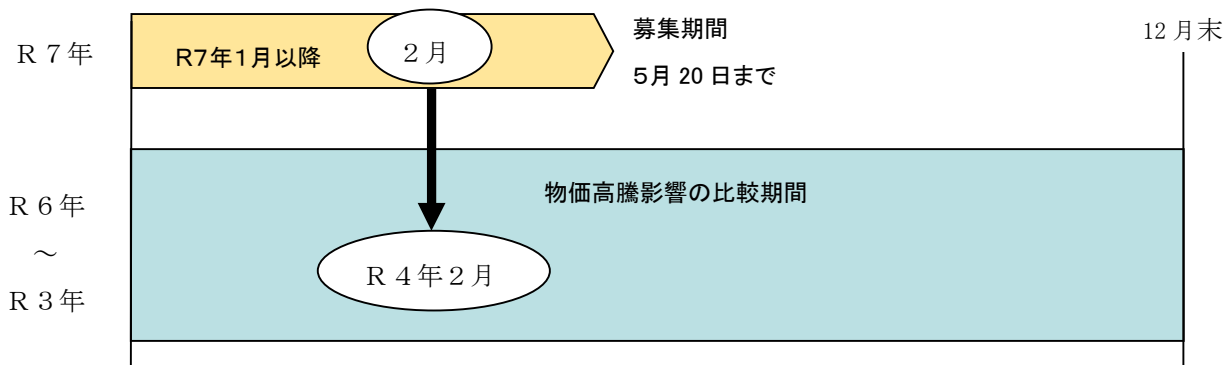 Ｒ７年
R7年１月以降
２月
募集期間
５月 20 日まで
12 月末
Ｒ６年
～
Ｒ３年
物価高騰影響の比較期間
Ｒ４年２月